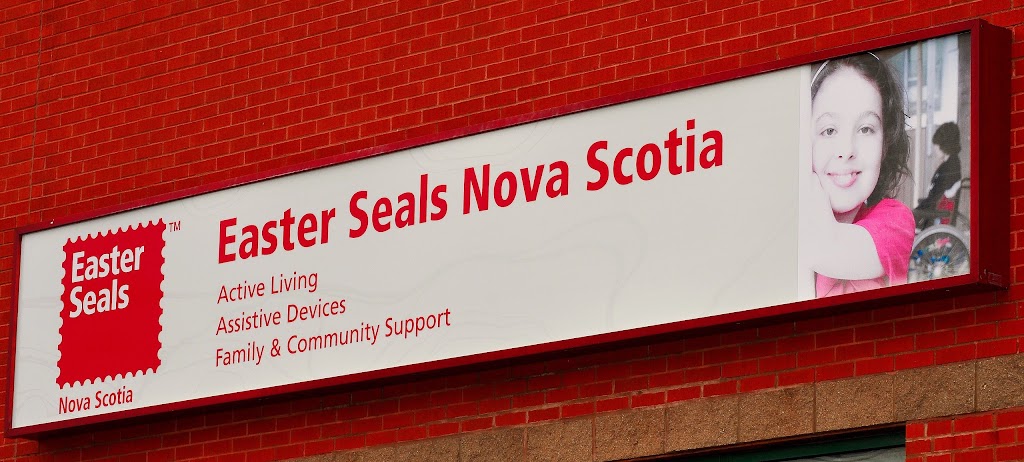 Easter
Seals
TM
Nova Scotia
Easter Seals Nova Scotia
Active Living
Assistive Devices
Family & Community Support